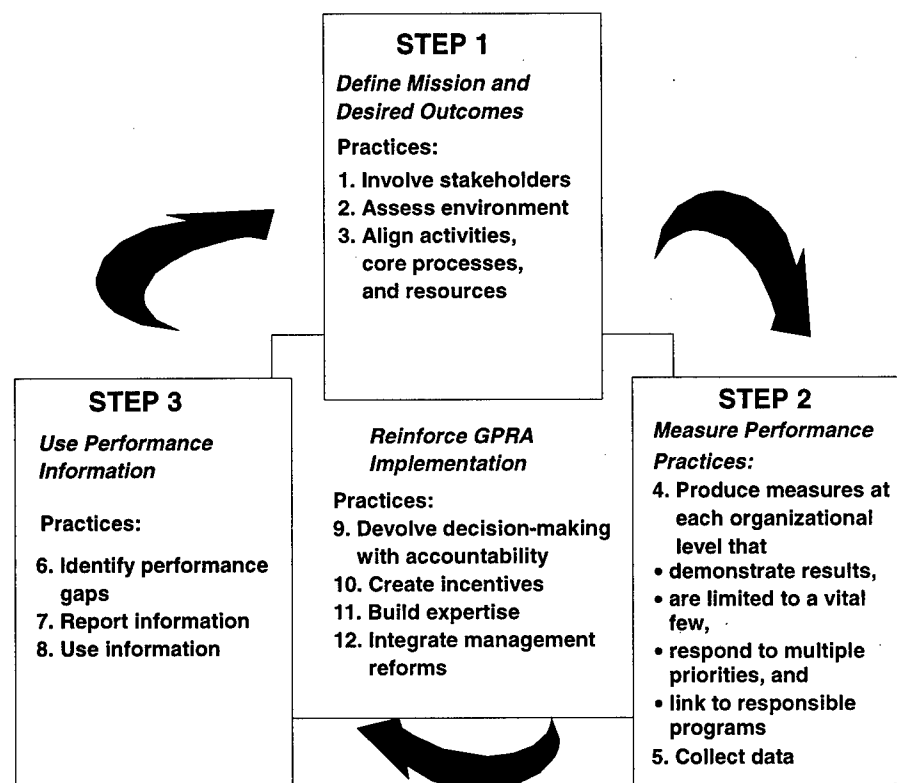 STEP 1
Define Mission and
Desired Outcomes
Practices:
1. Involve stakeholders
2. Assess environment
3. Align activities,
core processes,
and resources
STEP 2
Measure Performance
Practices:
4. Produce measures at
each organizational
level that
• demonstrate results,
• are limited to a vital
few,
• respond to multiple
priorities, and
• link to responsible
programs
5. Collect data
STEP 3
Use Performance
Information
Practices:
6. Identify performance
gaps
7. Report information
8. Use information
Reinforce GPRA
Implementation
Practices:
9. Devolve decision-making
with accountability
10. Create incentives
11. Build expertise
12. Integrate management
reforms